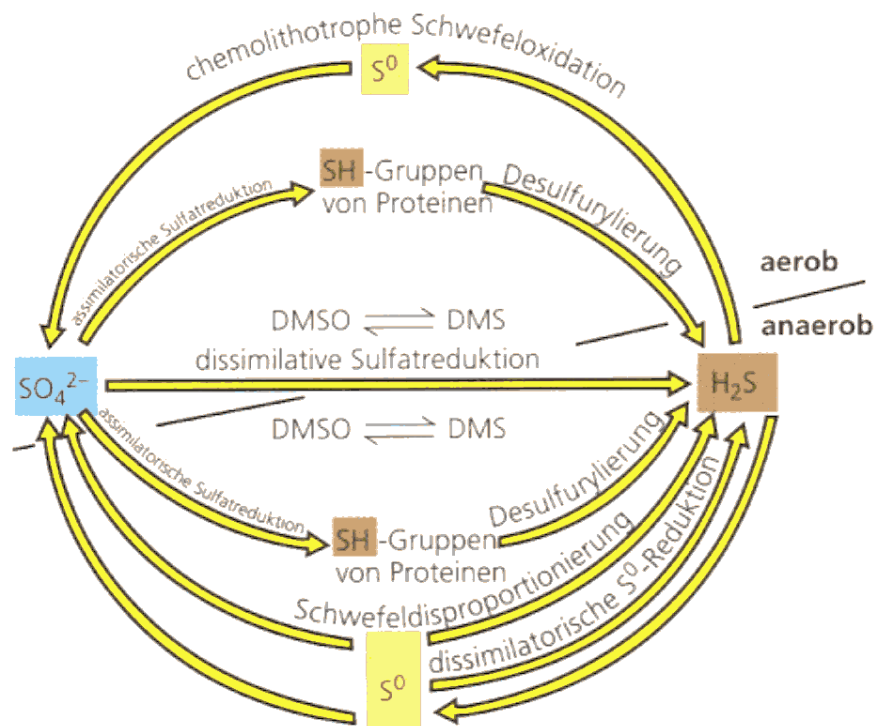 chemolithotrophe Schwefeloxidation
S⁰
assimilatorische Sulfatreduktion
SH-Gruppen
von Proteinen
Desulfurylierung
aerob
anaerob
DMSO ⇌ DMS
dissimilative Sulfatreduktion
SO₄²⁻
H₂S
DMSO ⇌ DMS
assimilatorische Sulfatreduktion
SH-Gruppen
von Proteinen
Desulfurylierung
Schwefeldisproportionierung
dissimilatorische S⁰-Reduktion
S⁰